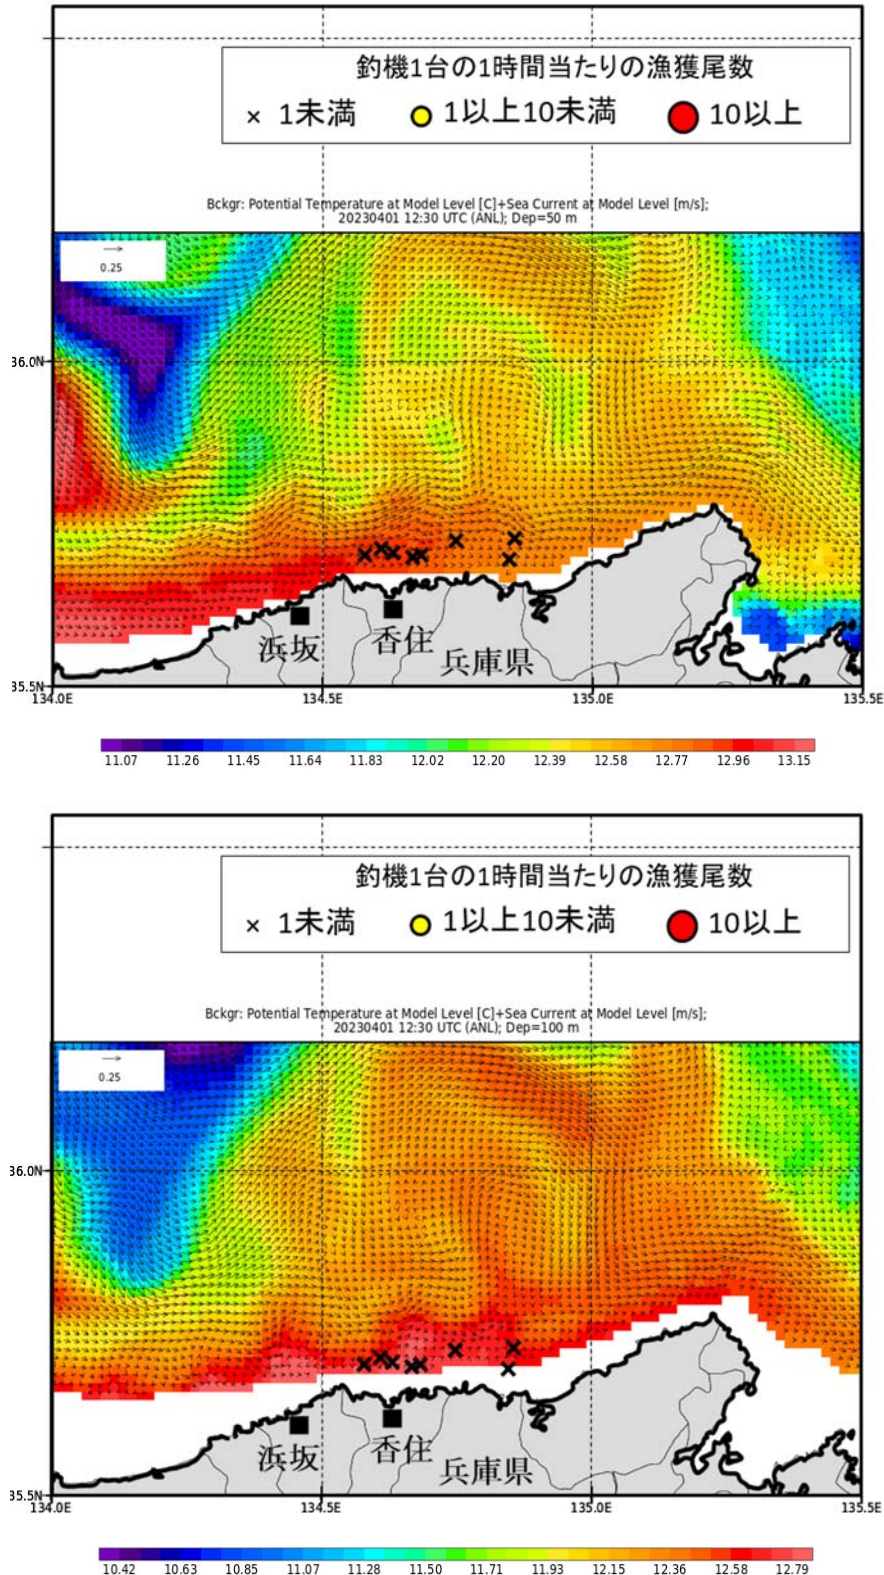 釣機1台の1時間当たりの漁獲尾数
× 1未満 1以上10未満 10以上
Bckgr: Potential Temperature at Model Level [C]+Sea Current at Model Level [m/s];
20230401 12:30 UTC (ANL); Dep=50 m
0.25
36.0N
浜坂
香住
兵庫県
35.5N
134.0E 134.5E 135.0E 135.5E
11.07 11.26 11.45 11.64 11.83 12.02 12.20 12.39 12.58 12.77 12.96 13.15
釣機1台の1時間当たりの漁獲尾数
× 1未満 1以上10未満 10以上
Bckgr: Potential Temperature at Model Level [C]+Sea Current at Model Level [m/s];
20230401 12:30 UTC (ANL); Dep=100 m
0.25
36.0N
浜坂
香住
兵庫県
35.5N
134.0E 134.5E 135.0E 135.5E
10.42 10.63 10.85 11.07 11.28 11.50 11.71 11.93 12.15 12.36 12.58 12.79